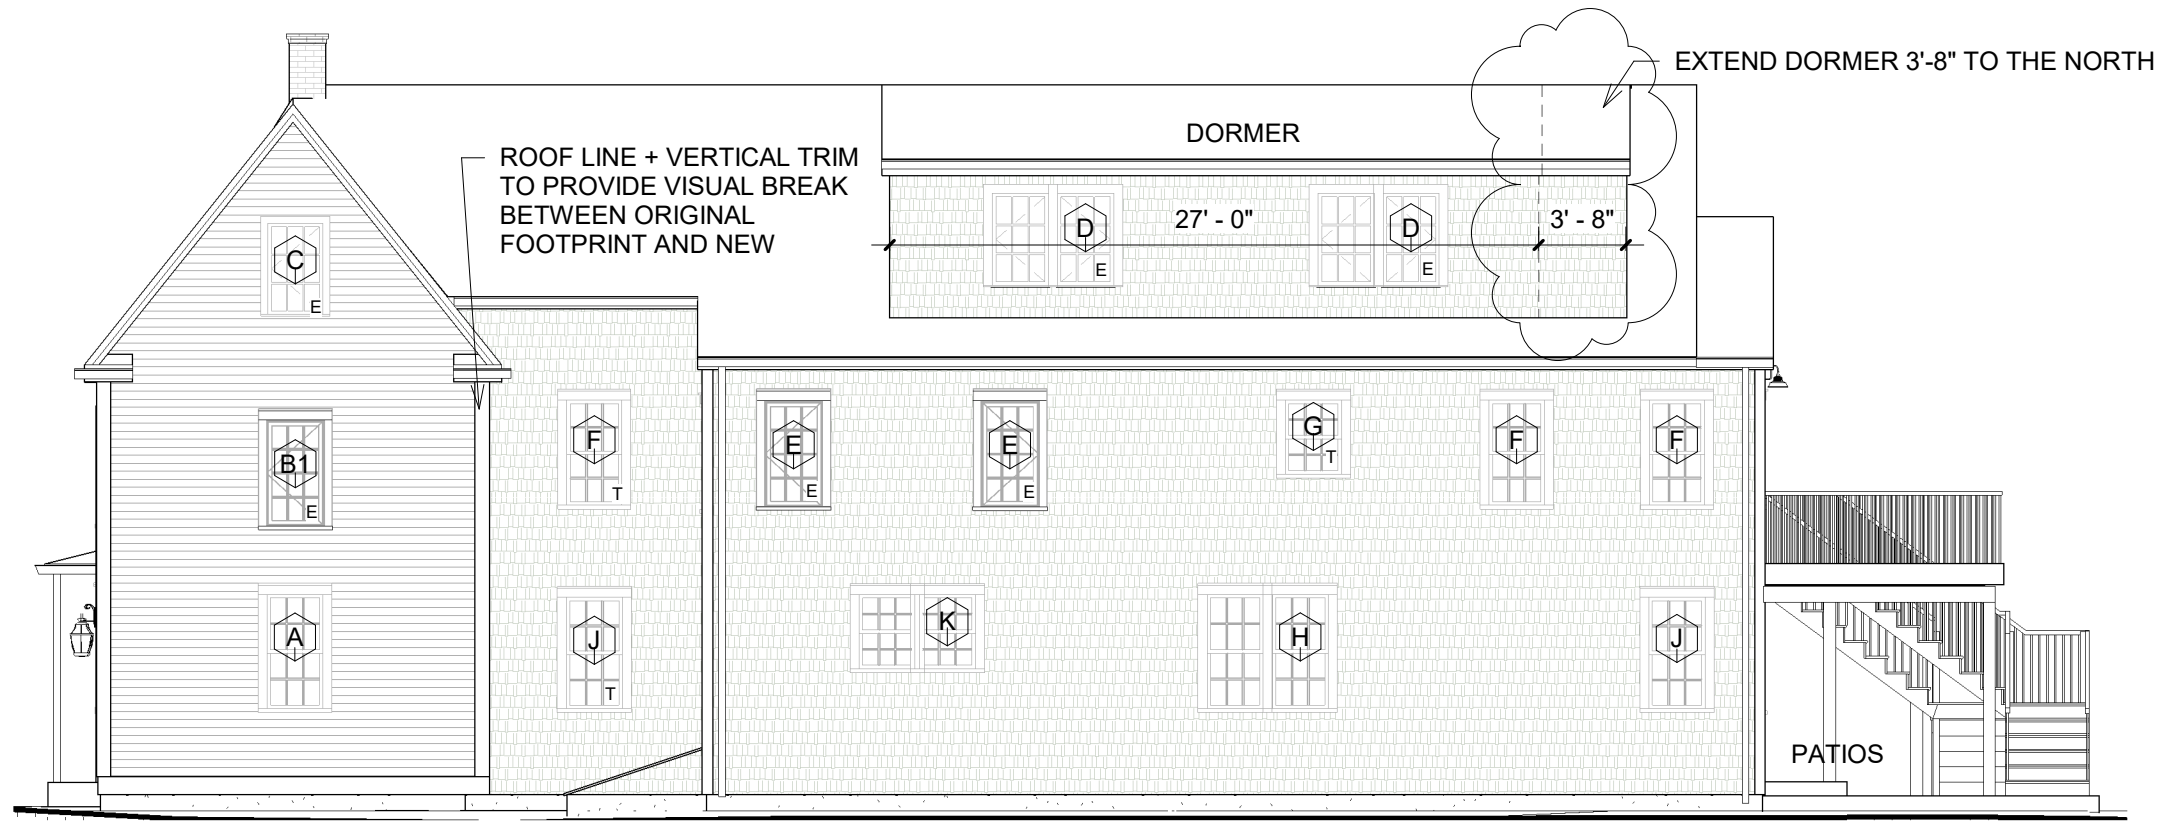 EXTEND DORMER 3'-8" TO THE NORTH
DORMER
ROOF LINE + VERTICAL TRIM
TO PROVIDE VISUAL BREAK
BETWEEN ORIGINAL
FOOTPRINT AND NEW
27' - 0"
3' - 8"
D
E
D
E
C
E
B1
E
F
T
E
E
E
E
G
T
F
F
A
J
T
K
H
J
PATIOS